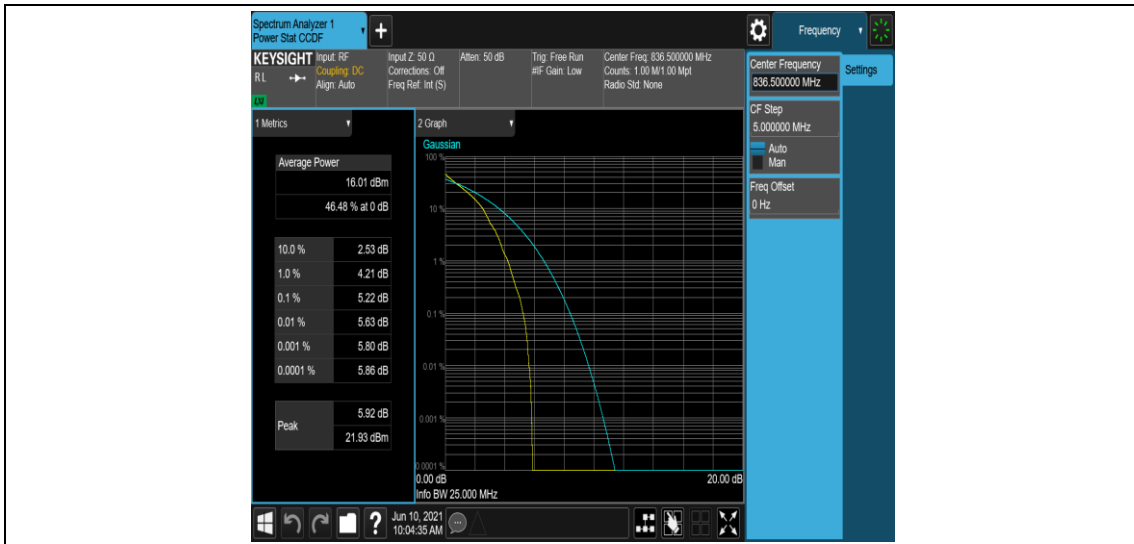 Spectrum Analyzer 1
Power Stat CCDF
+
Frequency
KEYSIGHT
RL
Input: RF
Coupling: DC
Align: Auto
Input Z: 50 Ω
Corrections: Off
Freq Ref: Int (S)
Atten: 50 dB
Trig: Free Run
#IF Gain: Low
Center Freq: 836.500000 MHz
Counts: 1.00 M/1.00 Mpt
Radio Std: None
Center Frequency
836.500000 MHz
Settings
CF Step
5.000000 MHz
Auto
Man
Freq Offset
0 Hz
1 Metrics
Average Power
16.01 dBm
46.48 % at 0 dB
10.0 % 2.53 dB
1.0 % 4.21 dB
0.1 % 5.22 dB
0.01 % 5.63 dB
0.001 % 5.80 dB
0.0001 % 5.86 dB
Peak
5.92 dB
21.93 dBm
2 Graph
Gaussian
100 %
10 %
1 %
0.1 %
0.01 %
0.001 %
0.0001 %
0.00 dB 20.00 dB
Info BW 25.000 MHz
?
Jun 10, 2021
10:04:35 AM